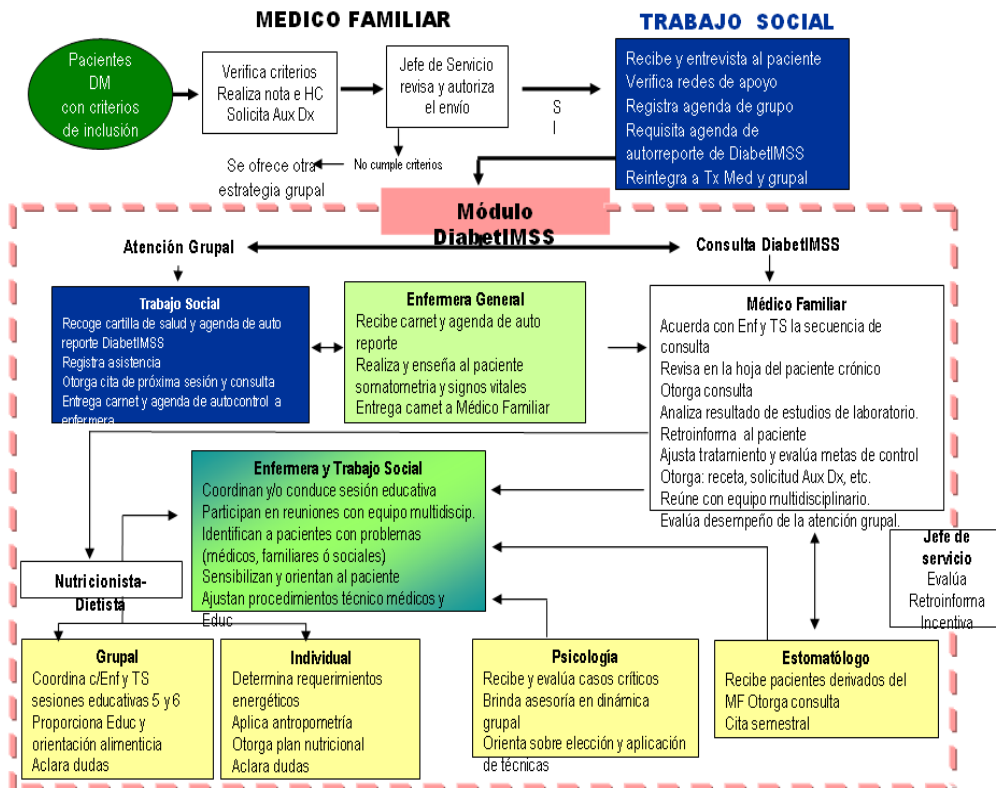 MEDICO FAMILIAR
TRABAJO SOCIAL
Pacientes
DM
con criterios
de inclusión
Verifica criterios
Realiza nota e HC
Solicita Aux Dx
Jefe de Servicio
revisa y autoriza
el envío
S
I
Recibe y entrevista al paciente
Verifica redes de apoyo
Registra agenda de grupo
Requisita agenda de
autorreporte de DiabetIMSS
Reintegra a Tx Med y grupal
No cumple criterios
Se ofrece otra
estrategia grupal
Módulo
DiabetIMSS
Atención Grupal
Consulta DiabetIMSS
Trabajo Social
Recoge cartilla de salud y agenda de auto
reporte DiabetIMSS
Registra asistencia
Otorga cita de próxima sesión y consulta
Entrega carnet y agenda de autocontrol a
enfermera
Enfermera General
Recibe carnet y agenda de auto
reporte
Realiza y enseña al paciente
somatometria y signos vitales
Entrega carnet a Médico Familiar
Médico Familiar
Acuerda con Enf y TS la secuencia de
consulta
Revisa en la hoja del paciente crónico
Otorga consulta
Analiza resultado de estudios de laboratorio.
Retroinforma al paciente
Ajusta tratamiento y evalúa metas de control
Otorga: receta, solicitud Aux Dx, etc.
Reúne con equipo multidisciplinario.
Evalúa desempeño de la atención grupal.
Enfermera y Trabajo Social
Coordinan y/o conduce sesión educativa
Participan en reuniones con equipo multidiscip.
Identifican a pacientes con problemas
(médicos, familiares ó sociales)
Sensibilizan y orientan al paciente
Ajustan procedimientos técnico médicos y
Educ
Jefe de
servicio
Evalúa
Retroinforma
Incentiva
Nutricionista-
Dietista
Grupal
Coordina c/Enf y TS
sesiones educativas 5 y 6
Proporciona Educ y
orientación alimenticia
Aclara dudas
Individual
Determina requerimientos
energéticos
Aplica antropometría
Otorga plan nutricional
Aclara dudas
Psicología
Recibe y evalúa casos críticos
Brinda asesoría en dinámica
grupal
Orienta sobre elección y aplicación
de técnicas
Estomatólogo
Recibe pacientes derivados del
MF Otorga consulta
Cita semestral